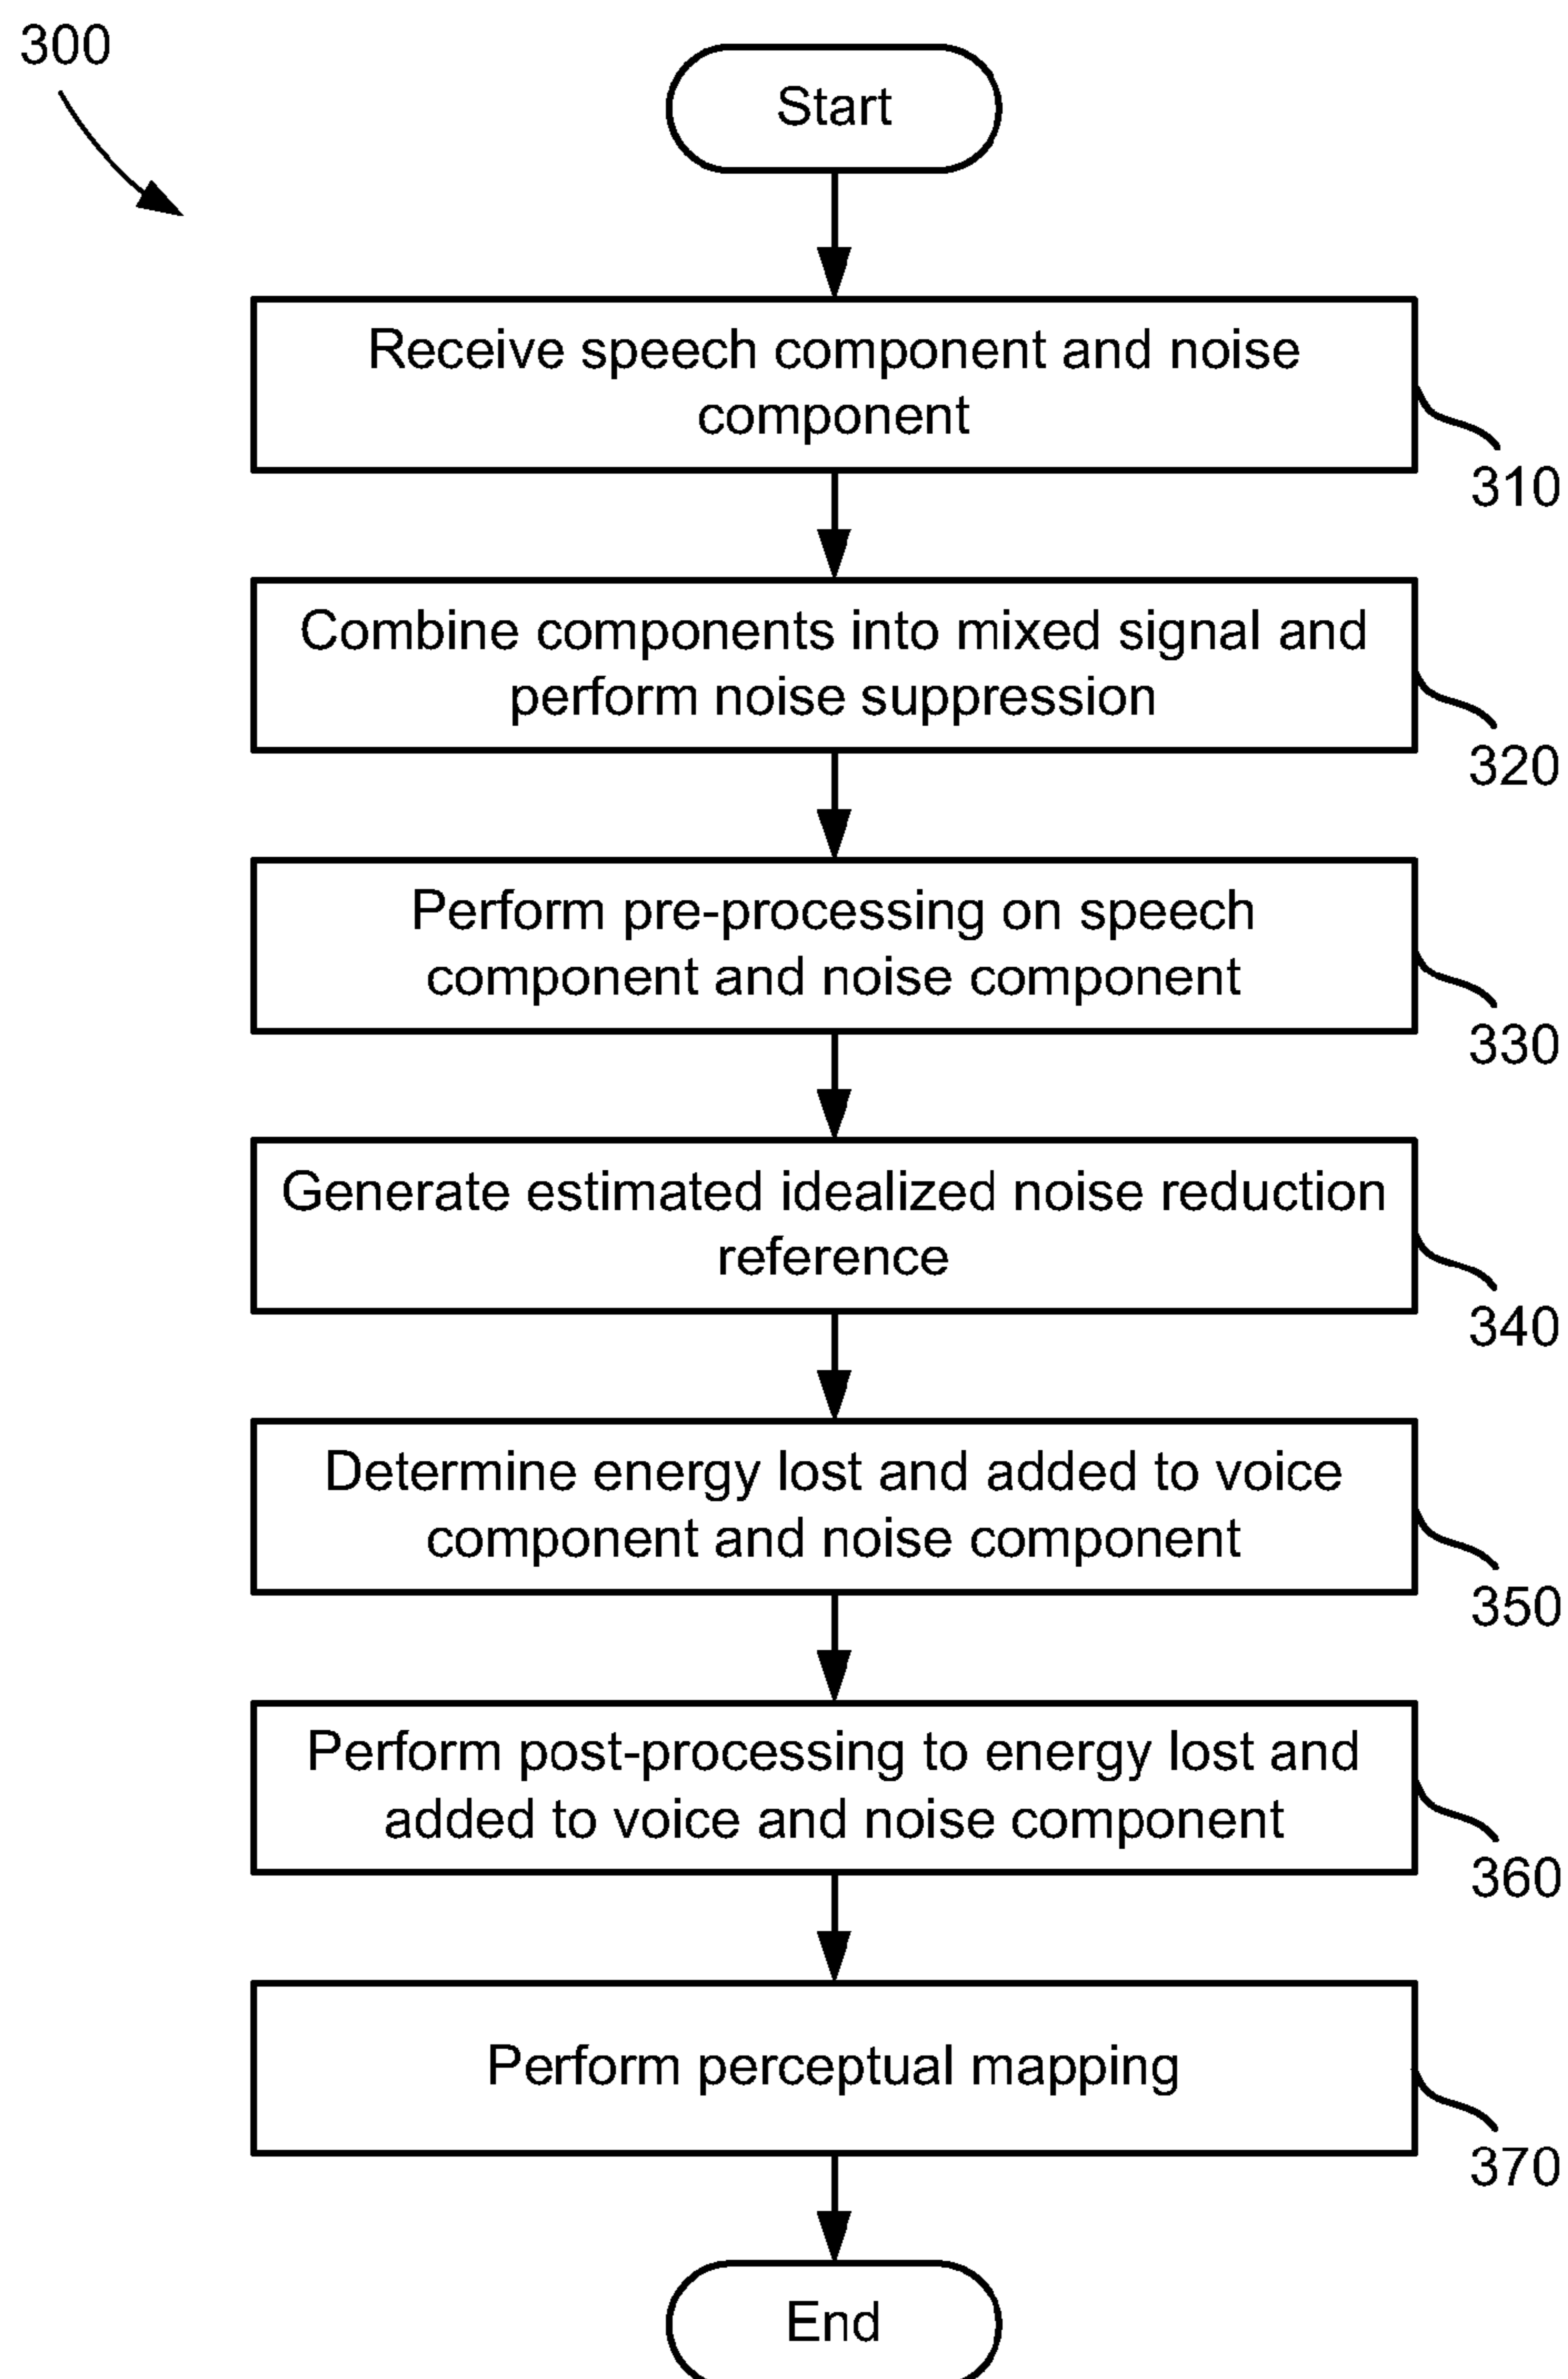 300
Start
Receive speech component and noise
component
310
Combine components into mixed signal and
perform noise suppression
320
Perform pre-processing on speech
component and noise component
330
Generate estimated idealized noise reduction
reference
340
Determine energy lost and added to voice
component and noise component
350
Perform post-processing to energy lost and
added to voice and noise component
360
Perform perceptual mapping
370
End